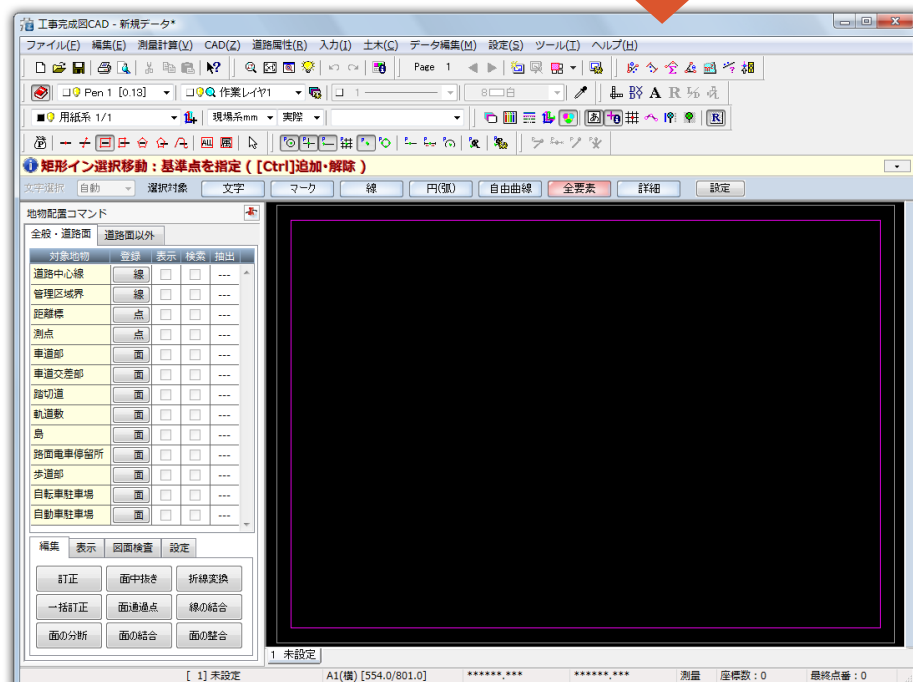 工事完成図CAD - 新規データ*
ファイル(F) 編集(E) 測量計算(V) CAD(Z) 道路属性(R) 入力(I) 土木(C) データ編集(M) 設定(S) ツール(T) ヘルプ(H)
Page 1
Pen 1 [0.13] 作業レイヤ1 1 8 白 A R
用紙系 1/1 現場系mm 実際 あ R
矩形イン選択移動：基準点を指定 ( [Ctrl]追加・解除 )
文字選択 自動 選択対象 文字 マーク 線 円(弧) 自由曲線 全要素 詳細 設定
地物配置コマンド
全般・道路面 道路面以外
対象地物 登録 表示 検索 抽出
道路中心線 線 ---
管理区域界 線 ---
距離標 点 ---
測点 点 ---
車道部 面 ---
車道交差部 面 ---
踏切道 面 ---
軌道敷 面 ---
島 面 ---
路面電車停留所 面 ---
歩道部 面 ---
自転車駐車場 面 ---
自動車駐車場 面 ---
編集 表示 図面検査 設定
訂正 面中抜き 折線変換
一括訂正 面通過点 線の結合
面の分断 面の結合 面の整合
1 未設定
[ 1] 未設定 A1(横) [554.0/801.0] ******.*** ******.*** 測量 座標数：0 最終点番：0